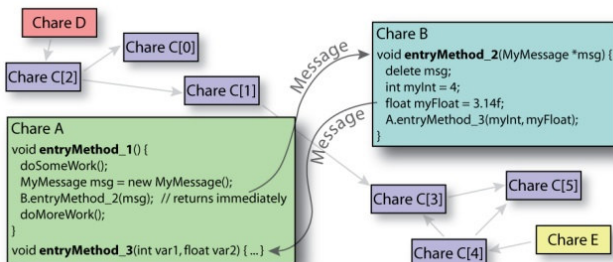 Chare D
Chare C[0]
Chare C[2]
Chare C[1]
Message
Chare B
void entryMethod_2(MyMessage *msg) {
delete msg;
int myInt = 4;
float myFloat = 3.14f;
A.entryMethod_3(myInt, myFloat);
}
Message
Chare A
void entryMethod_1() {
doSomeWork();
MyMessage msg = new MyMessage();
B.entryMethod_2(msg);  // returns immediately
doMoreWork();
}
void entryMethod_3(int var1, float var2) { ... }
Chare C[3]
Chare C[5]
Chare C[4]
Chare E